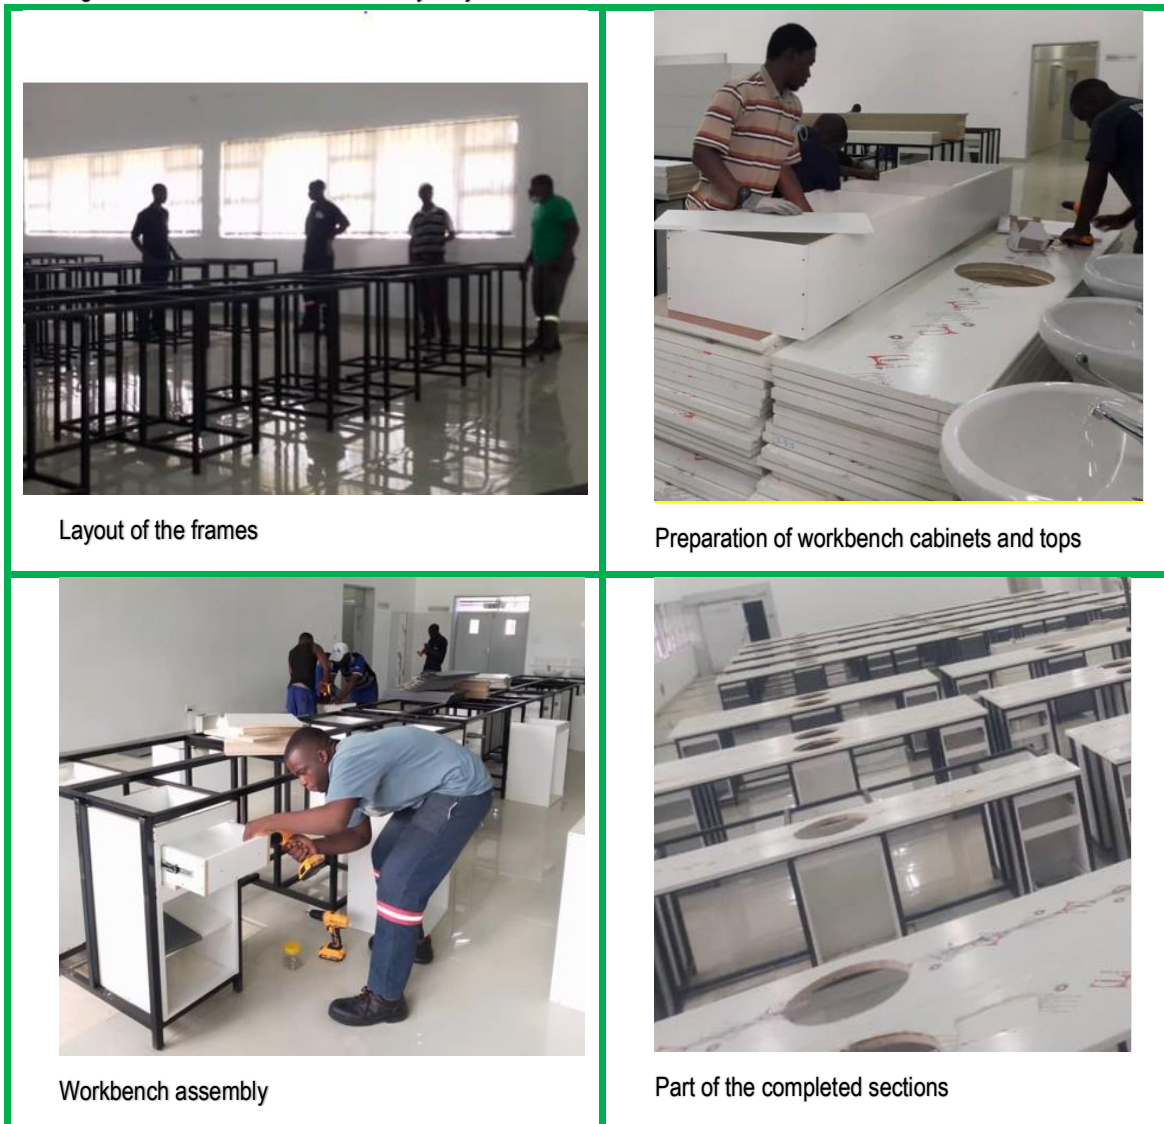 Layout of the frames
Preparation of workbench cabinets and tops
Workbench assembly
Part of the completed sections